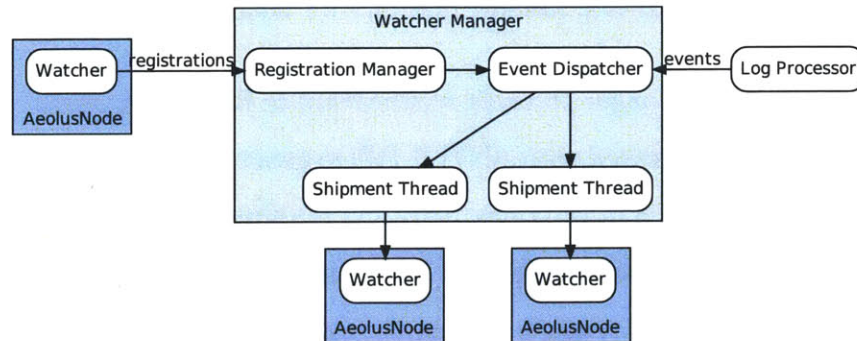 Watcher Manager
Watcher
AeolusNode
registrations
Registration Manager
Event Dispatcher
events
Log Processor
Shipment Thread
Shipment Thread
Watcher
AeolusNode
Watcher
AeolusNode